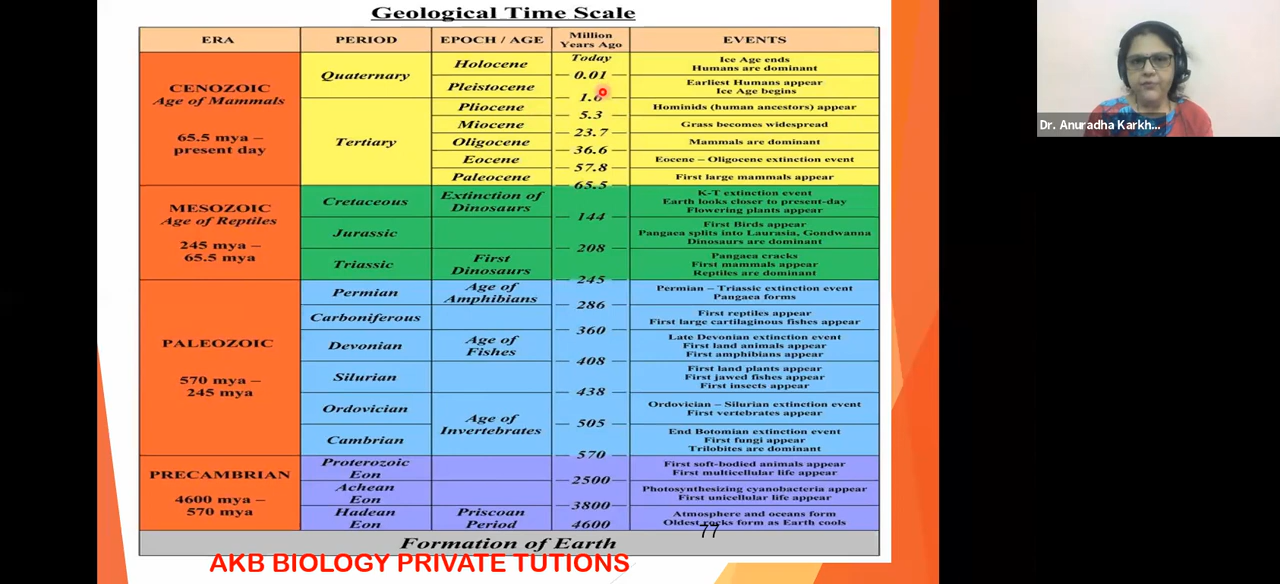 Geological Time Scale
ERA
PERIOD
EPOCH / AGE
Million
Years Ago
EVENTS
CENOZOIC
Age of Mammals
65.5 mya –
present day
Quaternary
Holocene
Today
Ice Age ends
Humans are dominant
0.01
Pleistocene
Earliest Humans appear
Ice Age begins
Tertiary
Pliocene
Hominids (human ancestors) appear
5.3
Miocene
Grass becomes widespread
23.7
Oligocene
Mammals are dominant
36.6
Eocene
Eocene – Oligocene extinction event
57.8
Paleocene
First large mammals appear
65.5
MESOZOIC
Age of Reptiles
245 mya –
65.5 mya
Cretaceous
Extinction of
Dinosaurs
K-T extinction event
Earth looks closer to present-day
Flowering plants appear
144
Jurassic
First Birds appear
Pangaea splits into Laurasia, Gondwanna
Dinosaurs are dominant
208
Triassic
First
Dinosaurs
Pangaea cracks
First mammals appear
Reptiles are dominant
245
PALEOZOIC
570 mya –
245 mya
Permian
Age of
Amphibians
Permian – Triassic extinction event
Pangaea forms
286
Carboniferous
First reptiles appear
First large cartilaginous fishes appear
360
Devonian
Age of
Fishes
Late Devonian extinction event
First land animals appear
First amphibians appear
408
Silurian
First land plants appear
First jawed fishes appear
First insects appear
438
Ordovician
Ordovician – Silurian extinction event
First vertebrates appear
505
Age of
Invertebrates
Cambrian
End Botomian extinction event
First fungi appear
Trilobites are dominant
570
PRECAMBRIAN
4600 mya –
570 mya
Proterozoic
Eon
First soft-bodied animals appear
First multicellular life appear
2500
Achean
Eon
Photosynthesizing cyanobacteria appear
First unicellular life appear
3800
Hadean
Eon
Priscoan
Period
4600
Atmosphere and oceans form
Oldest rocks form as Earth cools
77
Formation of Earth
AKB BIOLOGY PRIVATE TUTIONS
Dr. Anuradha Karkh...